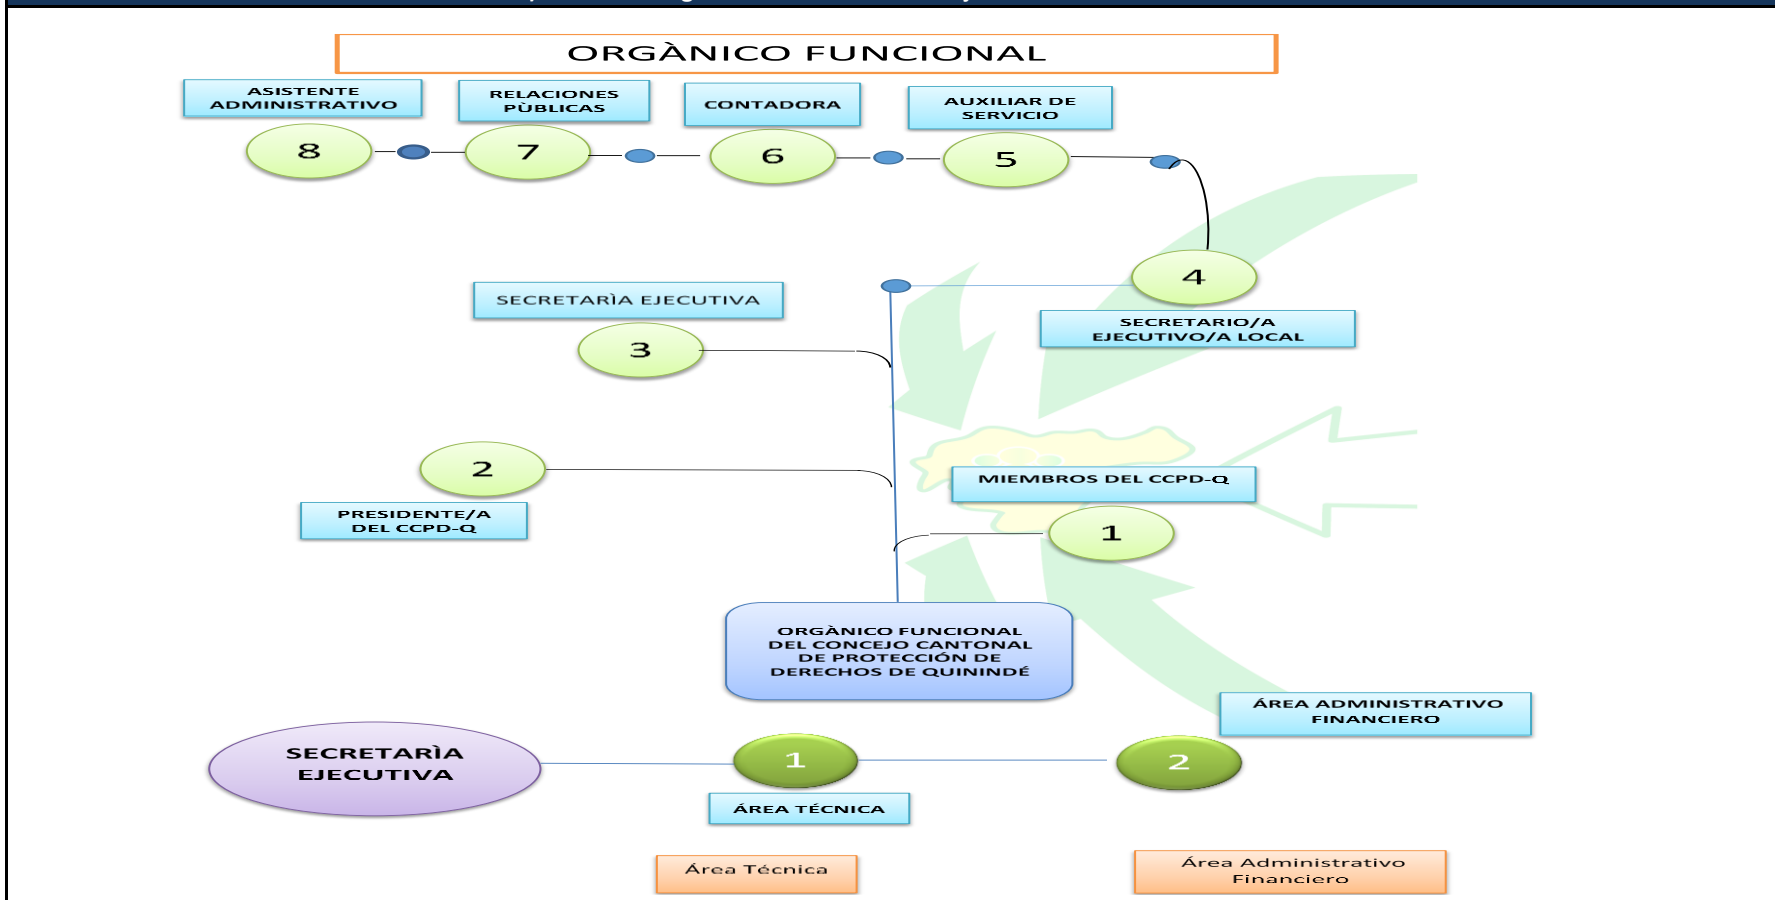 ORGÀNICO FUNCIONAL
ASISTENTE
ADMINISTRATIVO
RELACIONES
PÙBLICAS
CONTADORA
AUXILIAR DE
SERVICIO
8
7
6
5
4
SECRETARÌA EJECUTIVA
SECRETARIO/A
EJECUTIVO/A LOCAL
3
2
MIEMBROS DEL CCPD-Q
PRESIDENTE/A
DEL CCPD-Q
1
ORGÀNICO FUNCIONAL
DEL CONCEJO CANTONAL
DE PROTECCIÓN DE
DERECHOS DE QUININDÉ
ÁREA ADMINISTRATIVO
FINANCIERO
SECRETARÌA
EJECUTIVA
1
2
ÁREA TÉCNICA
Área Técnica
Área Administrativo
Financiero